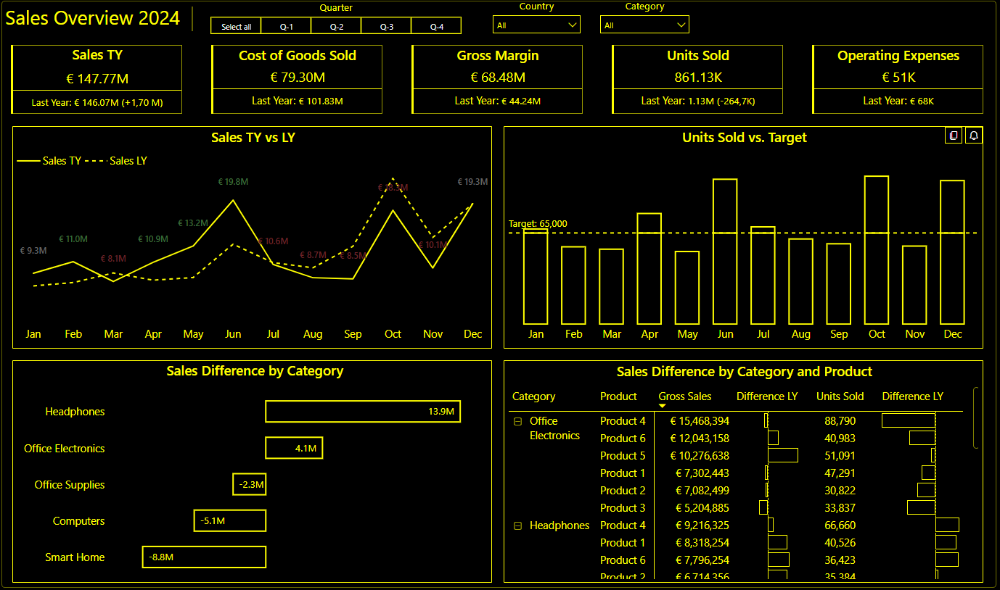 Sales Overview 2024
Quarter
Select all Q-1 Q-2 Q-3 Q-4
Country
All
Category
All
Sales TY
€ 147.77M
Last Year: € 146.07M (+1,70 M)
Cost of Goods Sold
€ 79.30M
Last Year: € 101.83M
Gross Margin
€ 68.48M
Last Year: € 44.24M
Units Sold
861.13K
Last Year: 1.13M (-264,7K)
Operating Expenses
€ 51K
Last Year: € 68K
Sales TY vs LY
Sales TY Sales LY
€ 9.3M € 11.0M € 8.1M € 10.9M € 13.2M € 19.8M € 10.6M € 8.7M € 8.5M € 18.3M € 10.1M € 19.3M
Jan Feb Mar Apr May Jun Jul Aug Sep Oct Nov Dec
Units Sold vs. Target
Target: 65,000
Jan Feb Mar Apr May Jun Jul Aug Sep Oct Nov Dec
Sales Difference by Category
Headphones 13.9M
Office Electronics 4.1M
Office Supplies -2.3M
Computers -5.1M
Smart Home -8.8M
Sales Difference by Category and Product
Category Product Gross Sales Difference LY Units Sold Difference LY
Office Product 4 € 15,468,394 88,790
Electronics Product 6 € 12,043,158 40,983
Product 5 € 10,276,638 51,091
Product 1 € 7,302,443 47,291
Product 2 € 7,082,499 30,822
Product 3 € 5,204,885 33,837
Headphones Product 4 € 9,216,325 66,660
Product 1 € 8,318,254 40,526
Product 6 € 7,796,254 36,423
Product 2 € 6,714,356 35,384